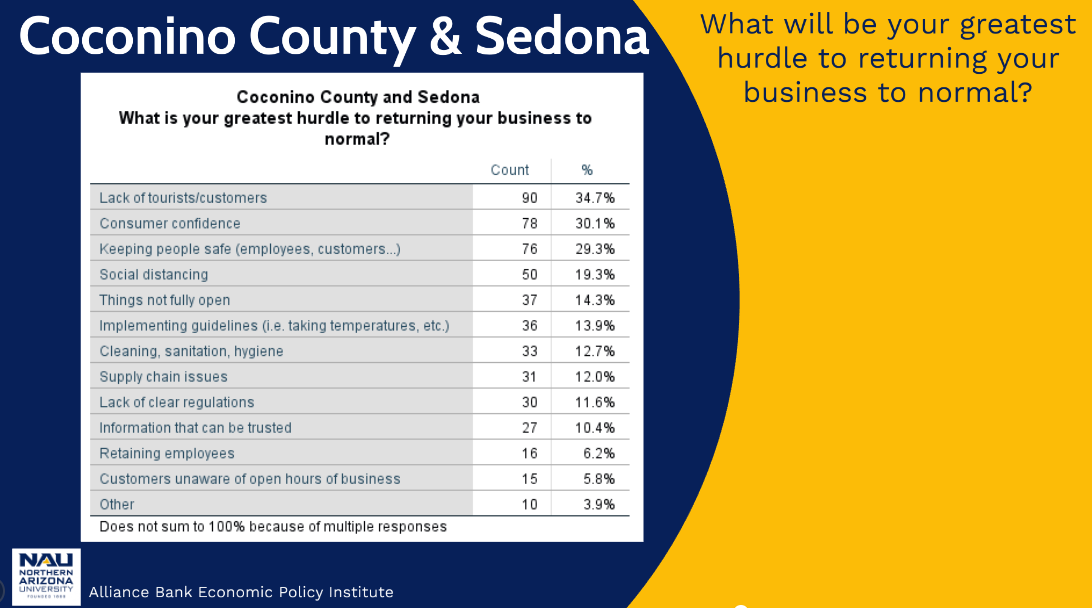 Coconino County & Sedona
What will be your greatest
hurdle to returning your
business to normal?
Coconino County and Sedona
What is your greatest hurdle to returning your business to
normal?
Count %
Lack of tourists/customers 90 34.7%
Consumer confidence 78 30.1%
Keeping people safe (employees, customers...) 76 29.3%
Social distancing 50 19.3%
Things not fully open 37 14.3%
Implementing guidelines (i.e. taking temperatures, etc.) 36 13.9%
Cleaning, sanitation, hygiene 33 12.7%
Supply chain issues 31 12.0%
Lack of clear regulations 30 11.6%
Information that can be trusted 27 10.4%
Retaining employees 16 6.2%
Customers unaware of open hours of business 15 5.8%
Other 10 3.9%
Does not sum to 100% because of multiple responses
NAU
NORTHERN
ARIZONA
UNIVERSITY
FOUNDED 1899
Alliance Bank Economic Policy Institute